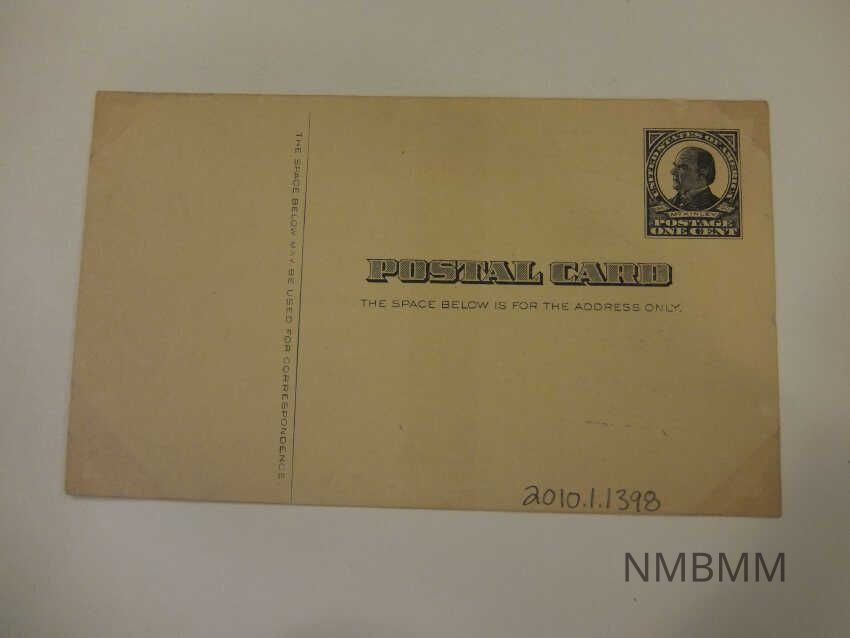 UNITED STATES OF AMERICA
McKINLEY
POSTAGE
ONE CENT
THE SPACE BELOW MAY BE USED FOR CORRESPONDENCE.
POSTAL CARD
THE SPACE BELOW IS FOR THE ADDRESS ONLY.
2010.1.1398
NMBMM